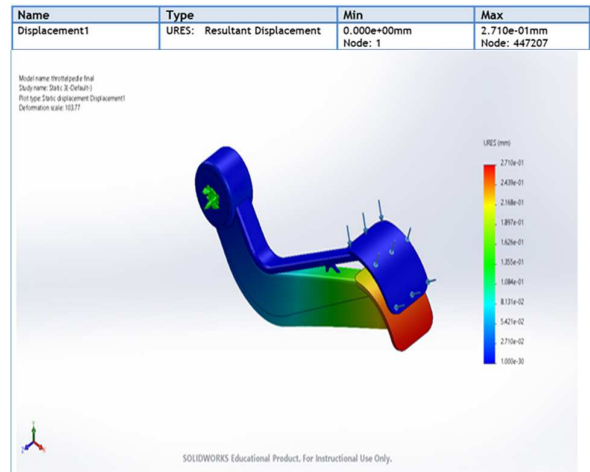 Name Type Min Max
Displacement1 URES: Resultant Displacement 0.000e+00mm 2.710e-01mm
Node: 1 Node: 447207
Model name: throttelpedle final
Study name: Static 3(-Default-)
Plot type: Static displacement Displacement1
Deformation scale: 103.77
URES (mm)
2.710e-01
2.439e-01
2.168e-01
1.897e-01
1.626e-01
1.355e-01
1.084e-01
8.131e-02
5.421e-02
2.710e-02
1.000e-30
SOLIDWORKS Educational Product. For Instructional Use Only.